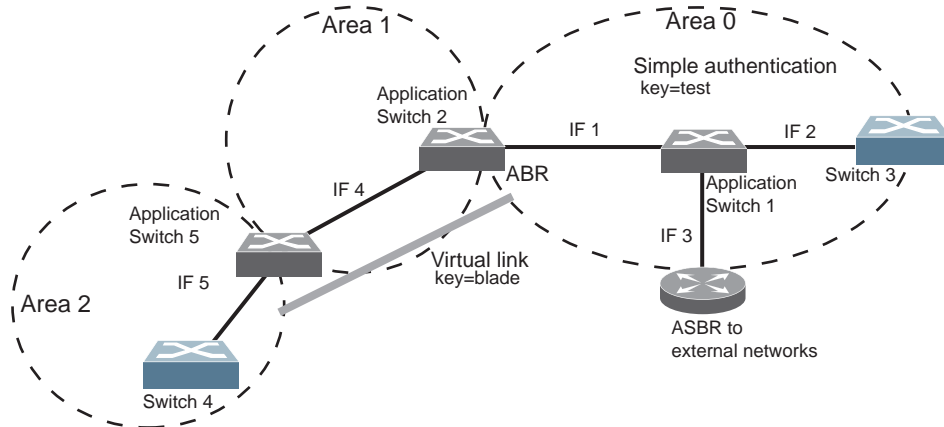 Area 1
Area 0
Simple authentication
key=test
Application
Switch 2
IF 1
IF 2
ABR
Switch 3
Application
Switch 1
IF 4
Application
Switch 5
IF 3
Virtual link
key=blade
IF 5
Area 2
ASBR to
external networks
Switch 4